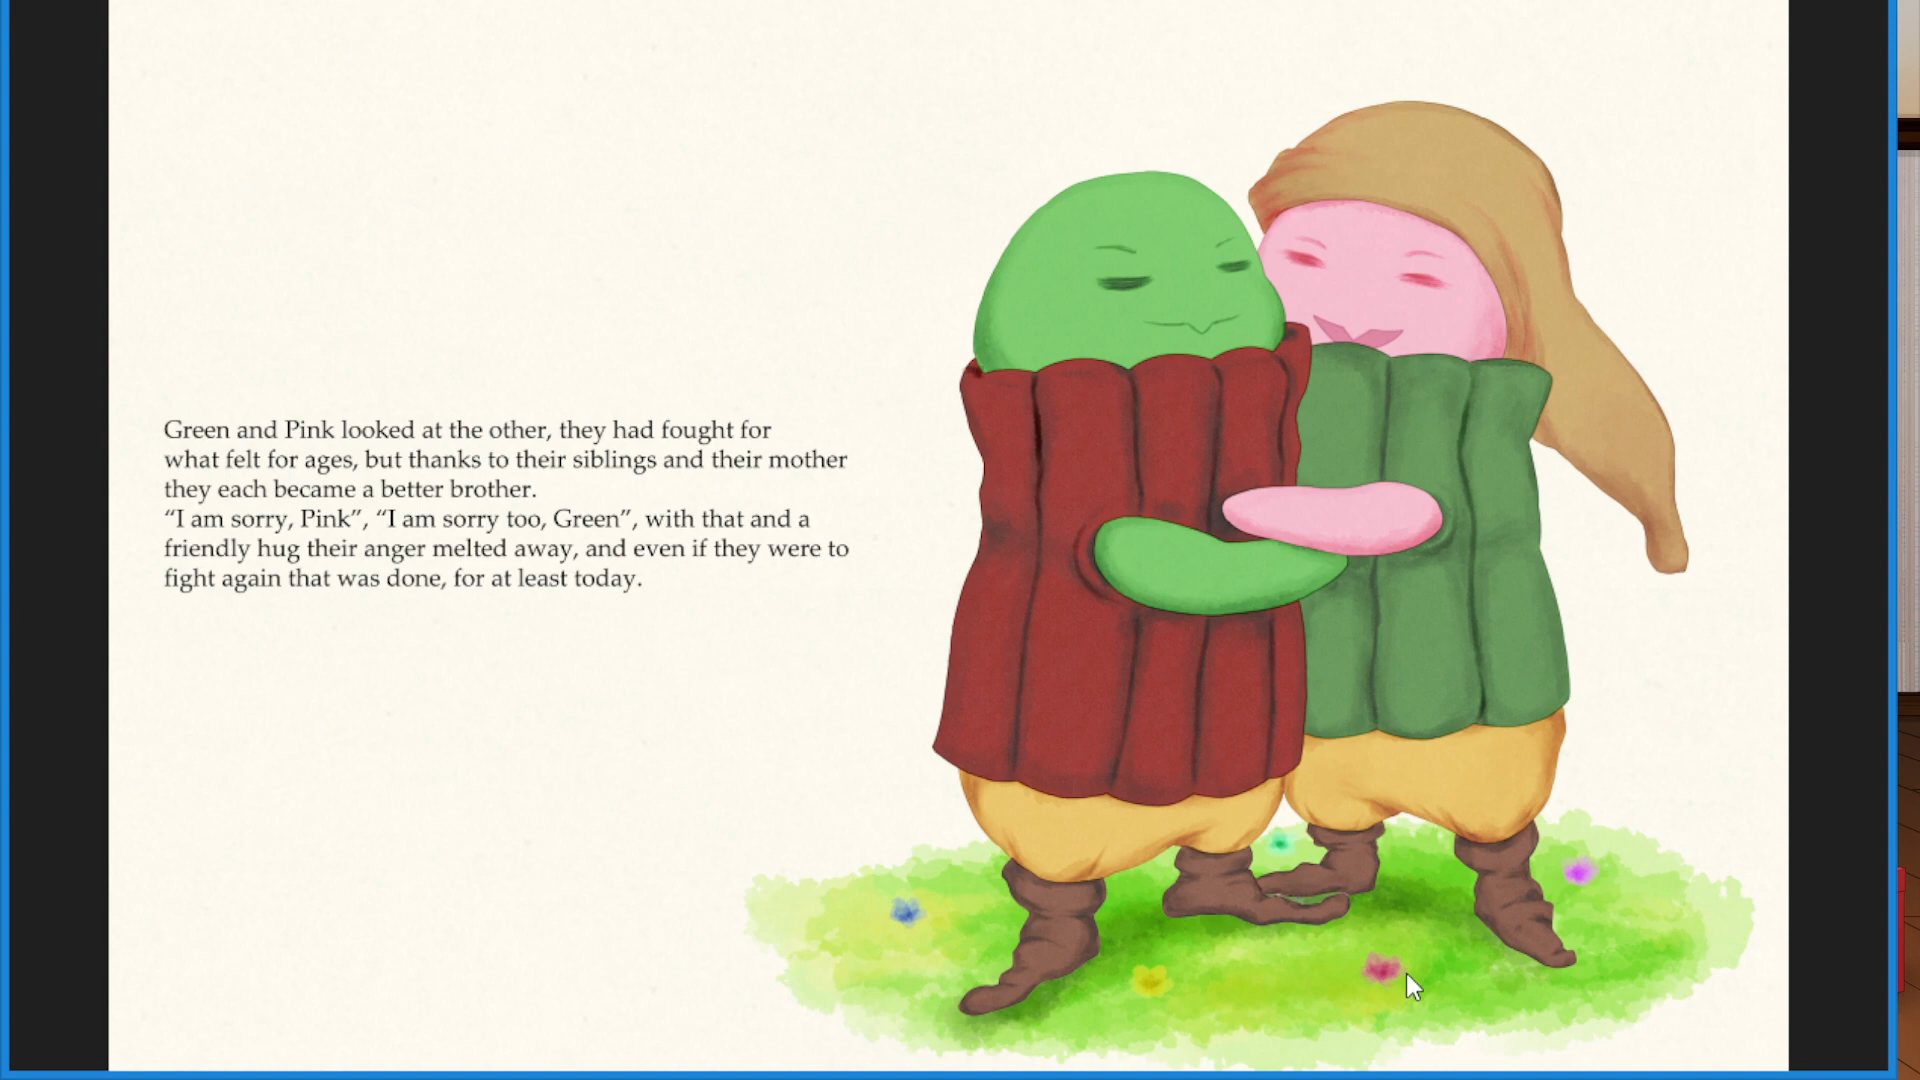 Green and Pink looked at the other, they had fought for
what felt for ages, but thanks to their siblings and their mother
they each became a better brother.
“I am sorry, Pink”, “I am sorry too, Green”, with that and a
friendly hug their anger melted away, and even if they were to
fight again that was done, for at least today.